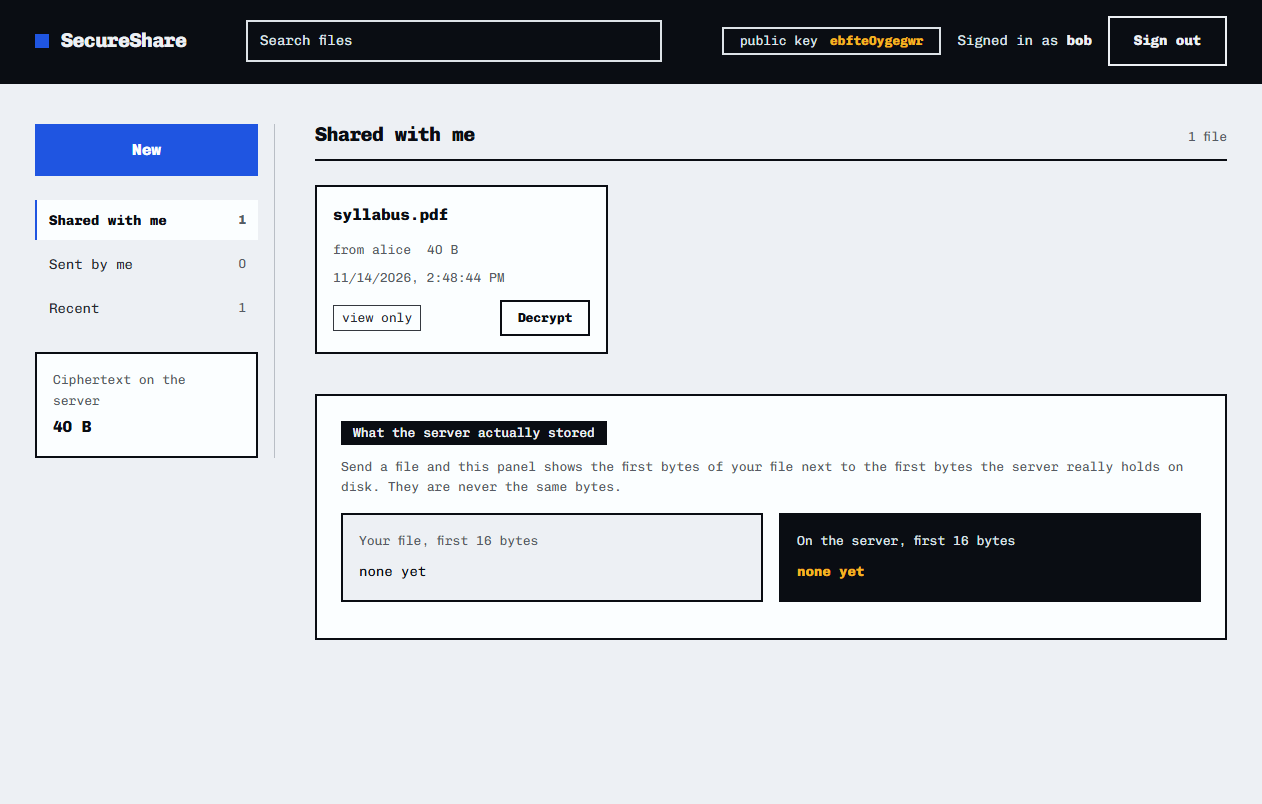 SecureShare
Search files
public key ebfte0ygegwr
Signed in as bob
Sign out
New
Shared with me 1
Sent by me 0
Recent 1
Ciphertext on the
server
40 B
Shared with me
1 file
syllabus.pdf
from alice 40 B
11/14/2026, 2:48:44 PM
view only
Decrypt
What the server actually stored
Send a file and this panel shows the first bytes of your file next to the first bytes the server really holds on
disk. They are never the same bytes.
Your file, first 16 bytes
none yet
On the server, first 16 bytes
none yet